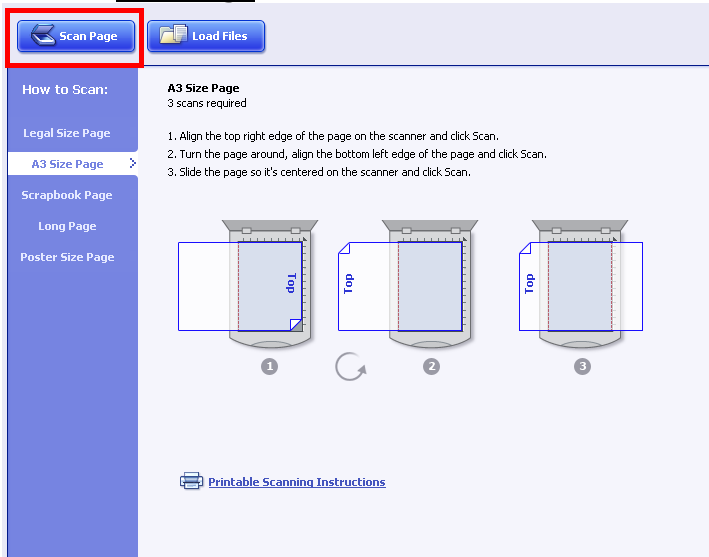 Scan Page
Load Files
How to Scan:
Legal Size Page
A3 Size Page
Scrapbook Page
Long Page
Poster Size Page
A3 Size Page
3 scans required
1. Align the top right edge of the page on the scanner and click Scan.
2. Turn the page around, align the bottom left edge of the page and click Scan.
3. Slide the page so it's centered on the scanner and click Scan.
Top
Top
Top
1
2
3
Printable Scanning Instructions